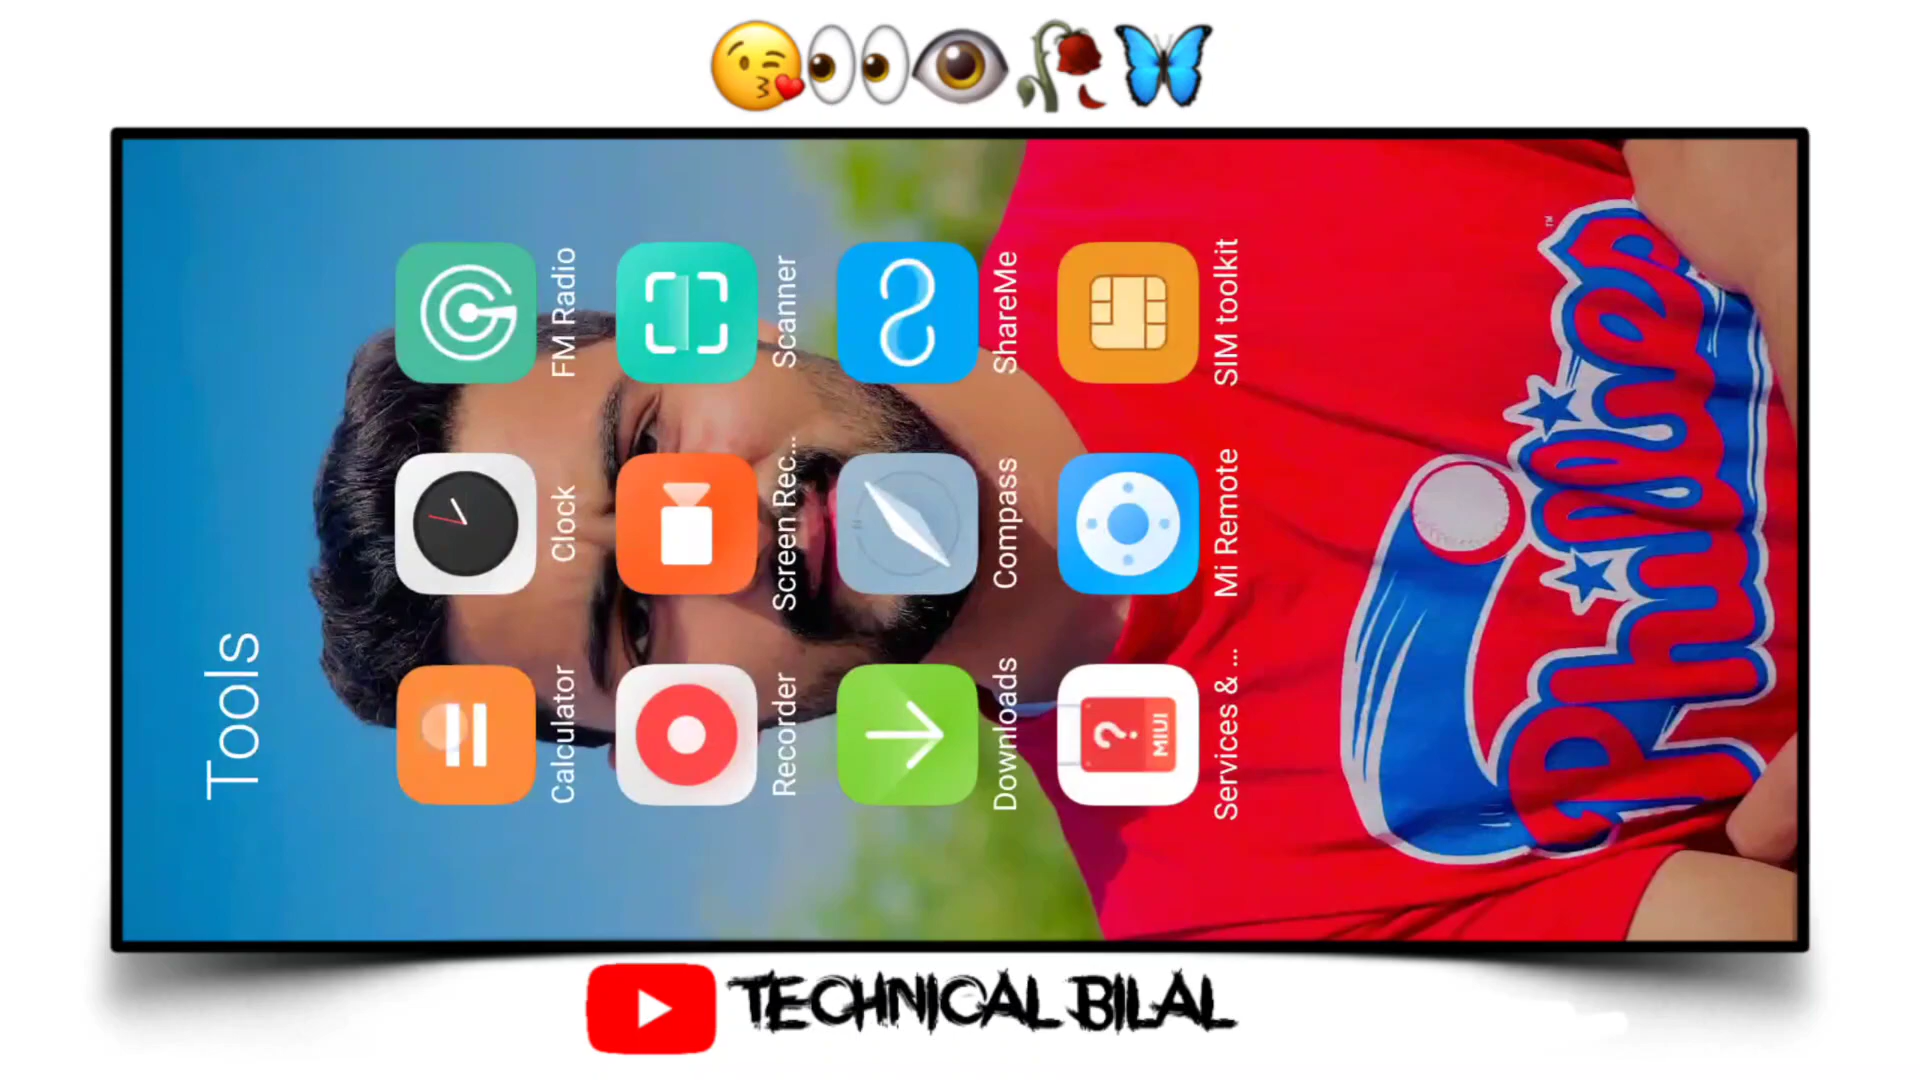 😘👀👁🥀🦋
Tools
Calculator
Clock
FM Radio
Recorder
Screen Rec...
Scanner
Downloads
Compass
ShareMe
Services & ...
Mi Remote
SIM toolkit
MIUI
Phillies
TM
TECHNICAL BILAL